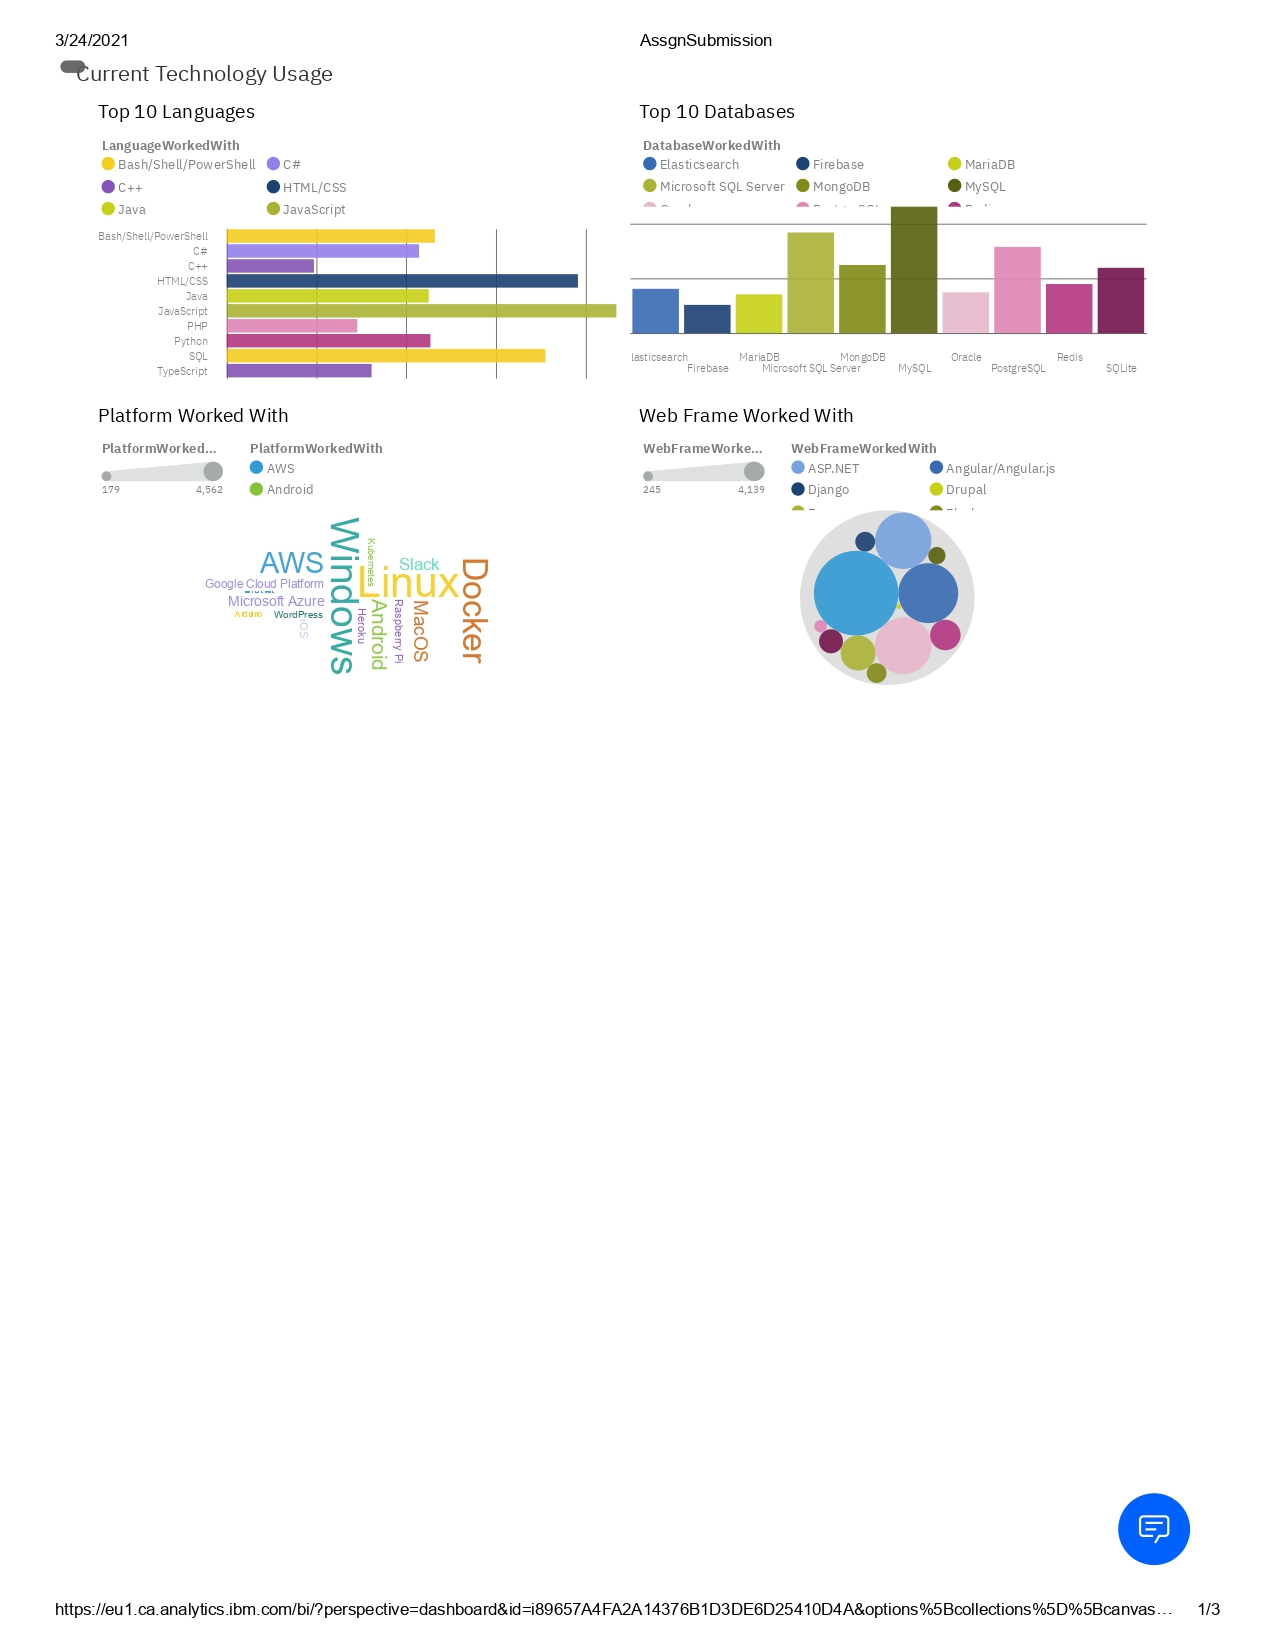 3/24/2021
AssgnSubmission
Current Technology Usage
Top 10 Languages
LanguageWorkedWith
Bash/Shell/PowerShell
C#
C++
HTML/CSS
Java
JavaScript
Bash/Shell/PowerShell
C#
C++
HTML/CSS
Java
JavaScript
PHP
Python
SQL
TypeScript
Top 10 Databases
DatabaseWorkedWith
Elasticsearch
Firebase
MariaDB
Microsoft SQL Server
MongoDB
MySQL
lasticsearch
Firebase
MariaDB
Microsoft SQL Server
MongoDB
MySQL
Oracle
PostgreSQL
Redis
SQLite
Platform Worked With
PlatformWorked...
179
4,562
PlatformWorkedWith
AWS
Android
AWS
Google Cloud Platform
Microsoft Azure
Arduino
WordPress
iOS
Windows
Kubernetes
Slack
Linux
Heroku
Android
Raspberry Pi
MacOS
Docker
Web Frame Worked With
WebFrameWorke...
245
4,139
WebFrameWorkedWith
ASP.NET
Angular/Angular.js
Django
Drupal
https://eu1.ca.analytics.ibm.com/bi/?perspective=dashboard&id=i89657A4FA2A14376B1D3DE6D25410D4A&options%5Bcollections%5D%5Bcanvas…
1/3